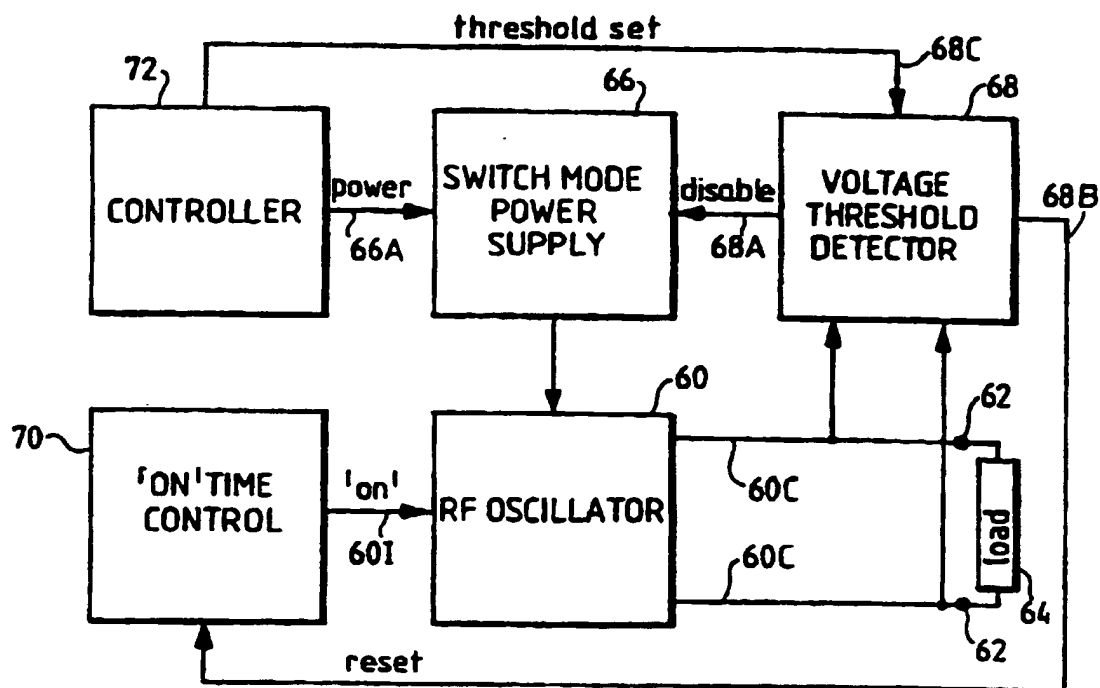 threshold set
68C
72
66
68
CONTROLLER
power
66A
SWITCH MODE
POWER
SUPPLY
disable
68A
VOLTAGE
THRESHOLD
DETECTOR
68B
60
62
70
'ON' TIME
CONTROL
'on'
60I
RF OSCILLATOR
60C
60C
load
64
62
reset